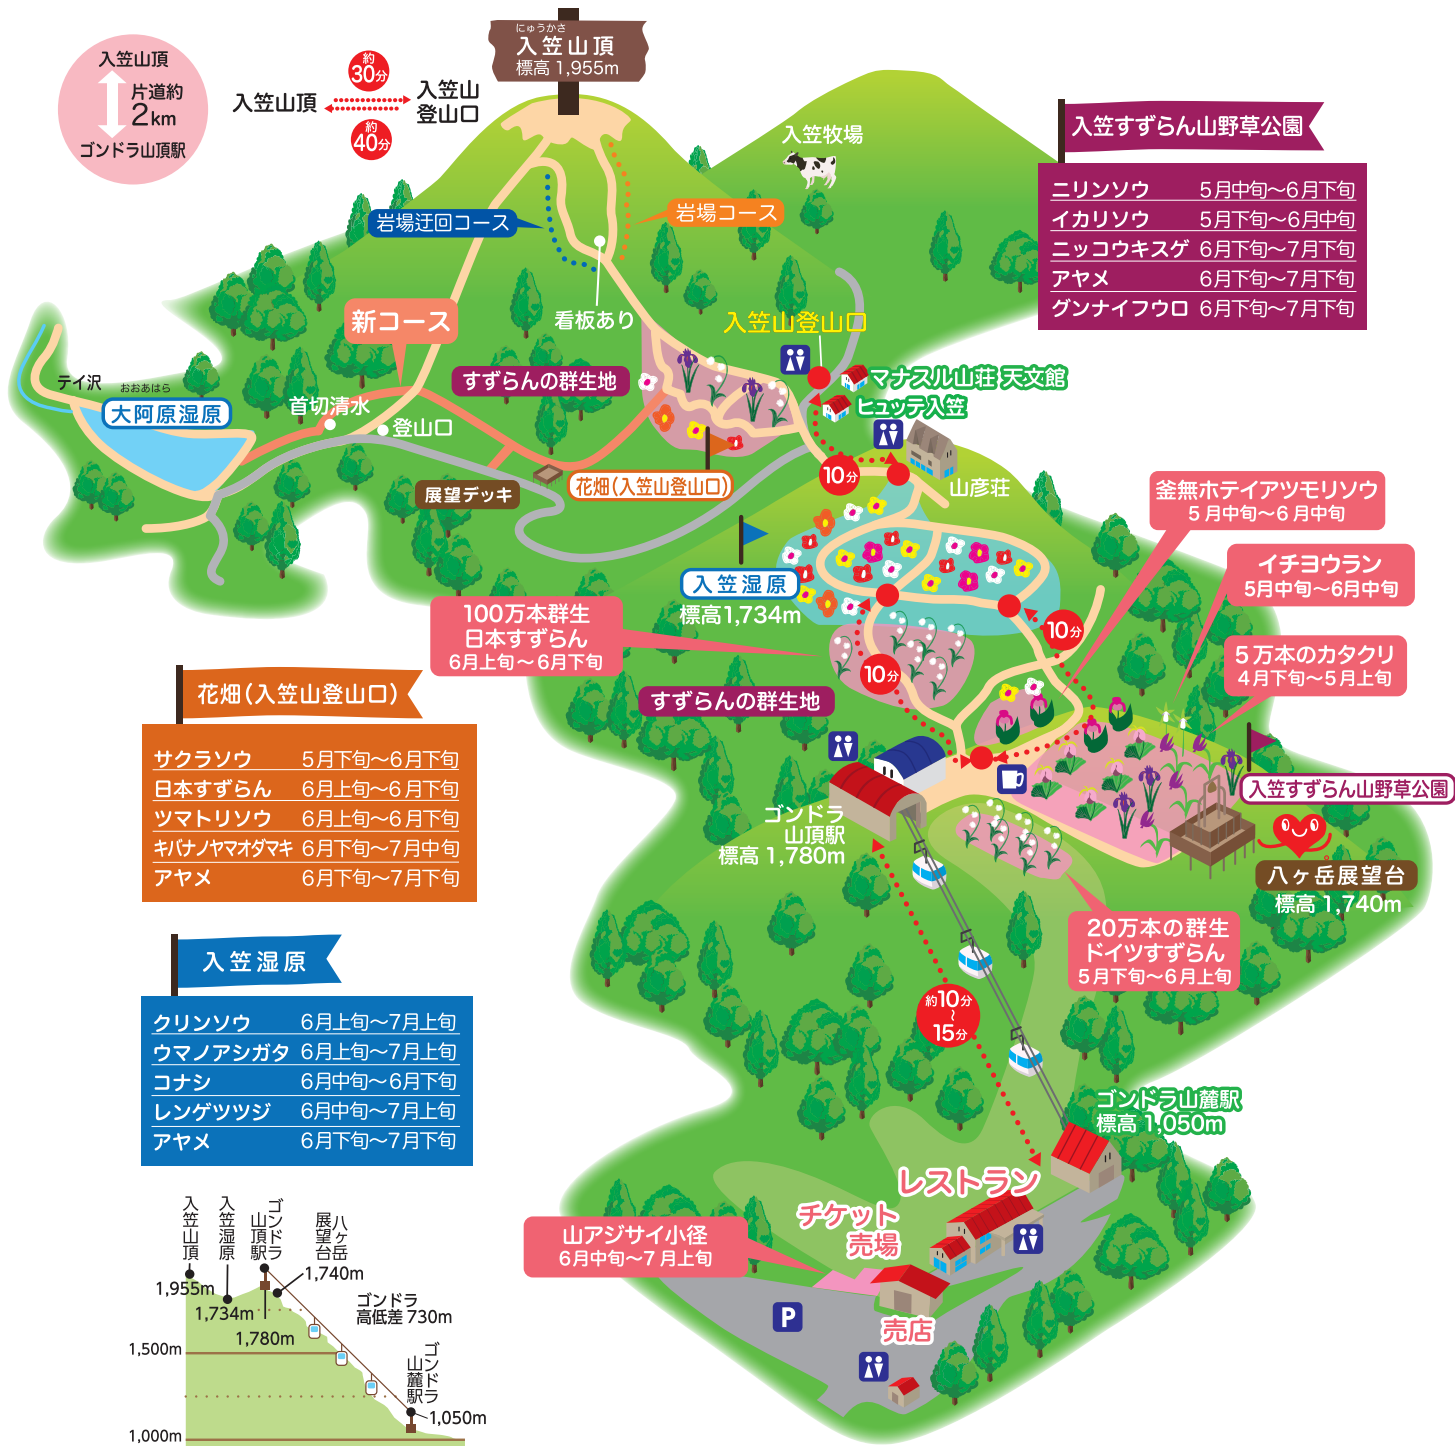 にゅうかさ
入笠山頂
標高 1,955m
入笠山頂
片道約
2km
ゴンドラ山頂駅
入笠山頂
約
30分
約
40分
入笠山
登山口
入笠牧場
入笠すずらん山野草公園
ニリンソウ 5月中旬〜6月下旬
イカリソウ 5月下旬〜6月中旬
ニッコウキスゲ 6月下旬〜7月下旬
アヤメ 6月下旬〜7月下旬
グンナイフウロ 6月下旬〜7月下旬
岩場迂回コース
岩場コース
新コース
看板あり
入笠山登山口
すずらんの群生地
マナスル山荘 天文館
ヒュッテ入笠
テイ沢
おおあはら
大阿原湿原
首切清水
登山口
展望デッキ
花畑(入笠山登山口)
10分
山彦荘
釜無ホテイアツモリソウ
5月中旬〜6月中旬
イチヨウラン
5月中旬〜6月中旬
5万本のカタクリ
4月下旬〜5月上旬
入笠湿原
標高1,734m
100万本群生
日本すずらん
6月上旬〜6月下旬
10分
10分
すずらんの群生地
花畑(入笠山登山口)
サクラソウ 5月下旬〜6月下旬
日本すずらん 6月上旬〜6月下旬
ツマトリソウ 6月上旬〜6月下旬
キバナノヤマオダマキ 6月下旬〜7月中旬
アヤメ 6月下旬〜7月下旬
入笠すずらん山野草公園
ゴンドラ
山頂駅
標高 1,780m
八ヶ岳展望台
標高 1,740m
20万本の群生
ドイツすずらん
5月下旬〜6月上旬
入笠湿原
クリンソウ 6月上旬〜7月上旬
ウマノアシガタ 6月上旬〜7月上旬
コナシ 6月中旬〜6月下旬
レンゲツツジ 6月中旬〜7月上旬
アヤメ 6月下旬〜7月下旬
約10分
〜
15分
ゴンドラ山麓駅
標高 1,050m
レストラン
チケット
売場
山アジサイ小径
6月中旬〜7月上旬
売店
P
入笠山頂
1,955m
入笠湿原
1,734m
ゴンドラ
山頂駅
1,780m
八ヶ岳
展望台
1,740m
ゴンドラ
高低差 730m
ゴンドラ
山麓駅
1,050m
1,500m
1,000m